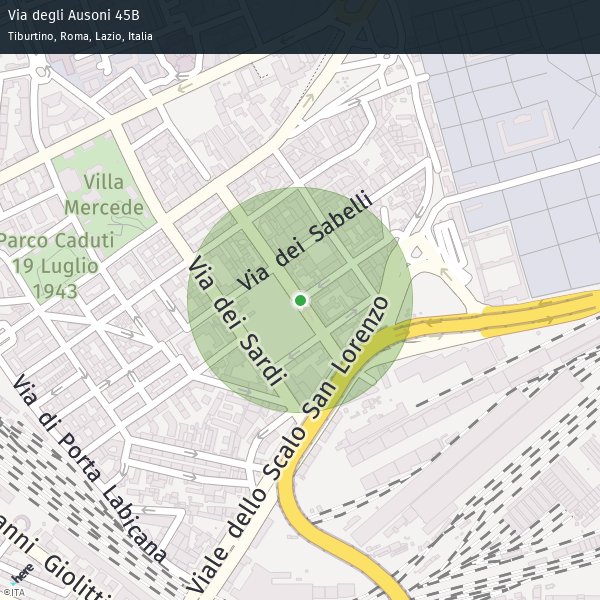 Via degli Ausoni 45B
Tiburtino, Roma, Lazio, Italia
Villa
Mercede
Parco Caduti
19 Luglio
1943
Via dei Sabelli
Via dei Sardi
Viale dello Scalo San Lorenzo
Via di Porta Labicana
anni Giolitti
here
©ITA